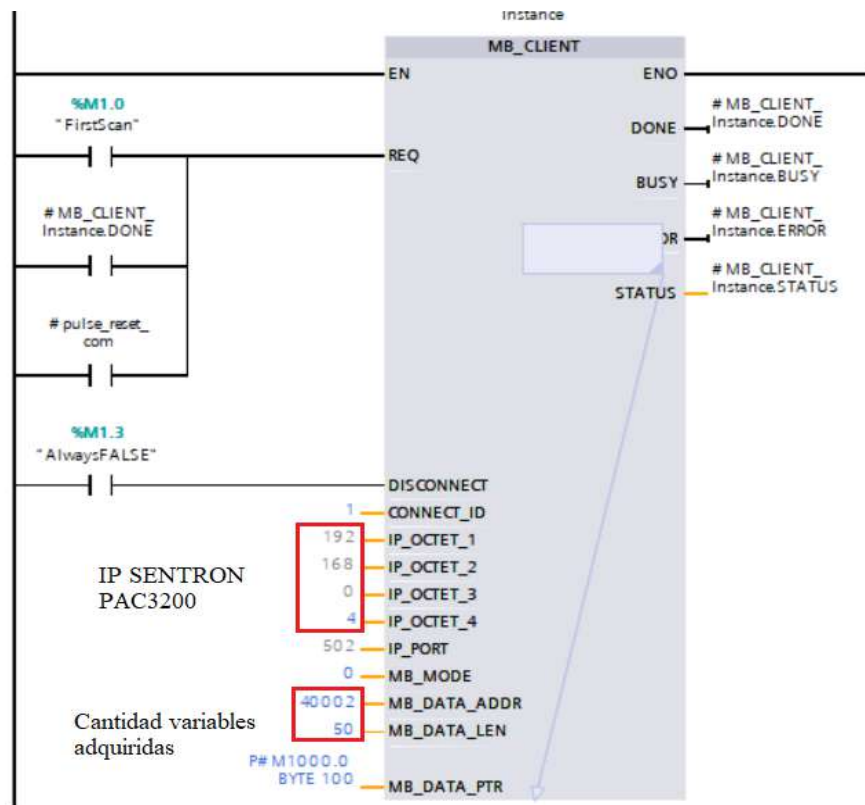 Instance
MB_CLIENT
EN
ENO
%M1.0
"FirstScan"
REQ
DONE
# MB_CLIENT_
Instance.DONE
BUSY
# MB_CLIENT_
Instance.BUSY
# MB_CLIENT_
Instance.DONE
OR
# MB_CLIENT_
Instance.ERROR
STATUS
# MB_CLIENT_
Instance.STATUS
# pulse_reset_
com
%M1.3
"AlwaysFALSE"
DISCONNECT
1 CONNECT_ID
192 IP_OCTET_1
168 IP_OCTET_2
0 IP_OCTET_3
4 IP_OCTET_4
IP SENTRON
PAC3200
502 IP_PORT
0 MB_MODE
40002 MB_DATA_ADDR
50 MB_DATA_LEN
Cantidad variables
adquiridas
P# M1000.0
BYTE 100
MB_DATA_PTR